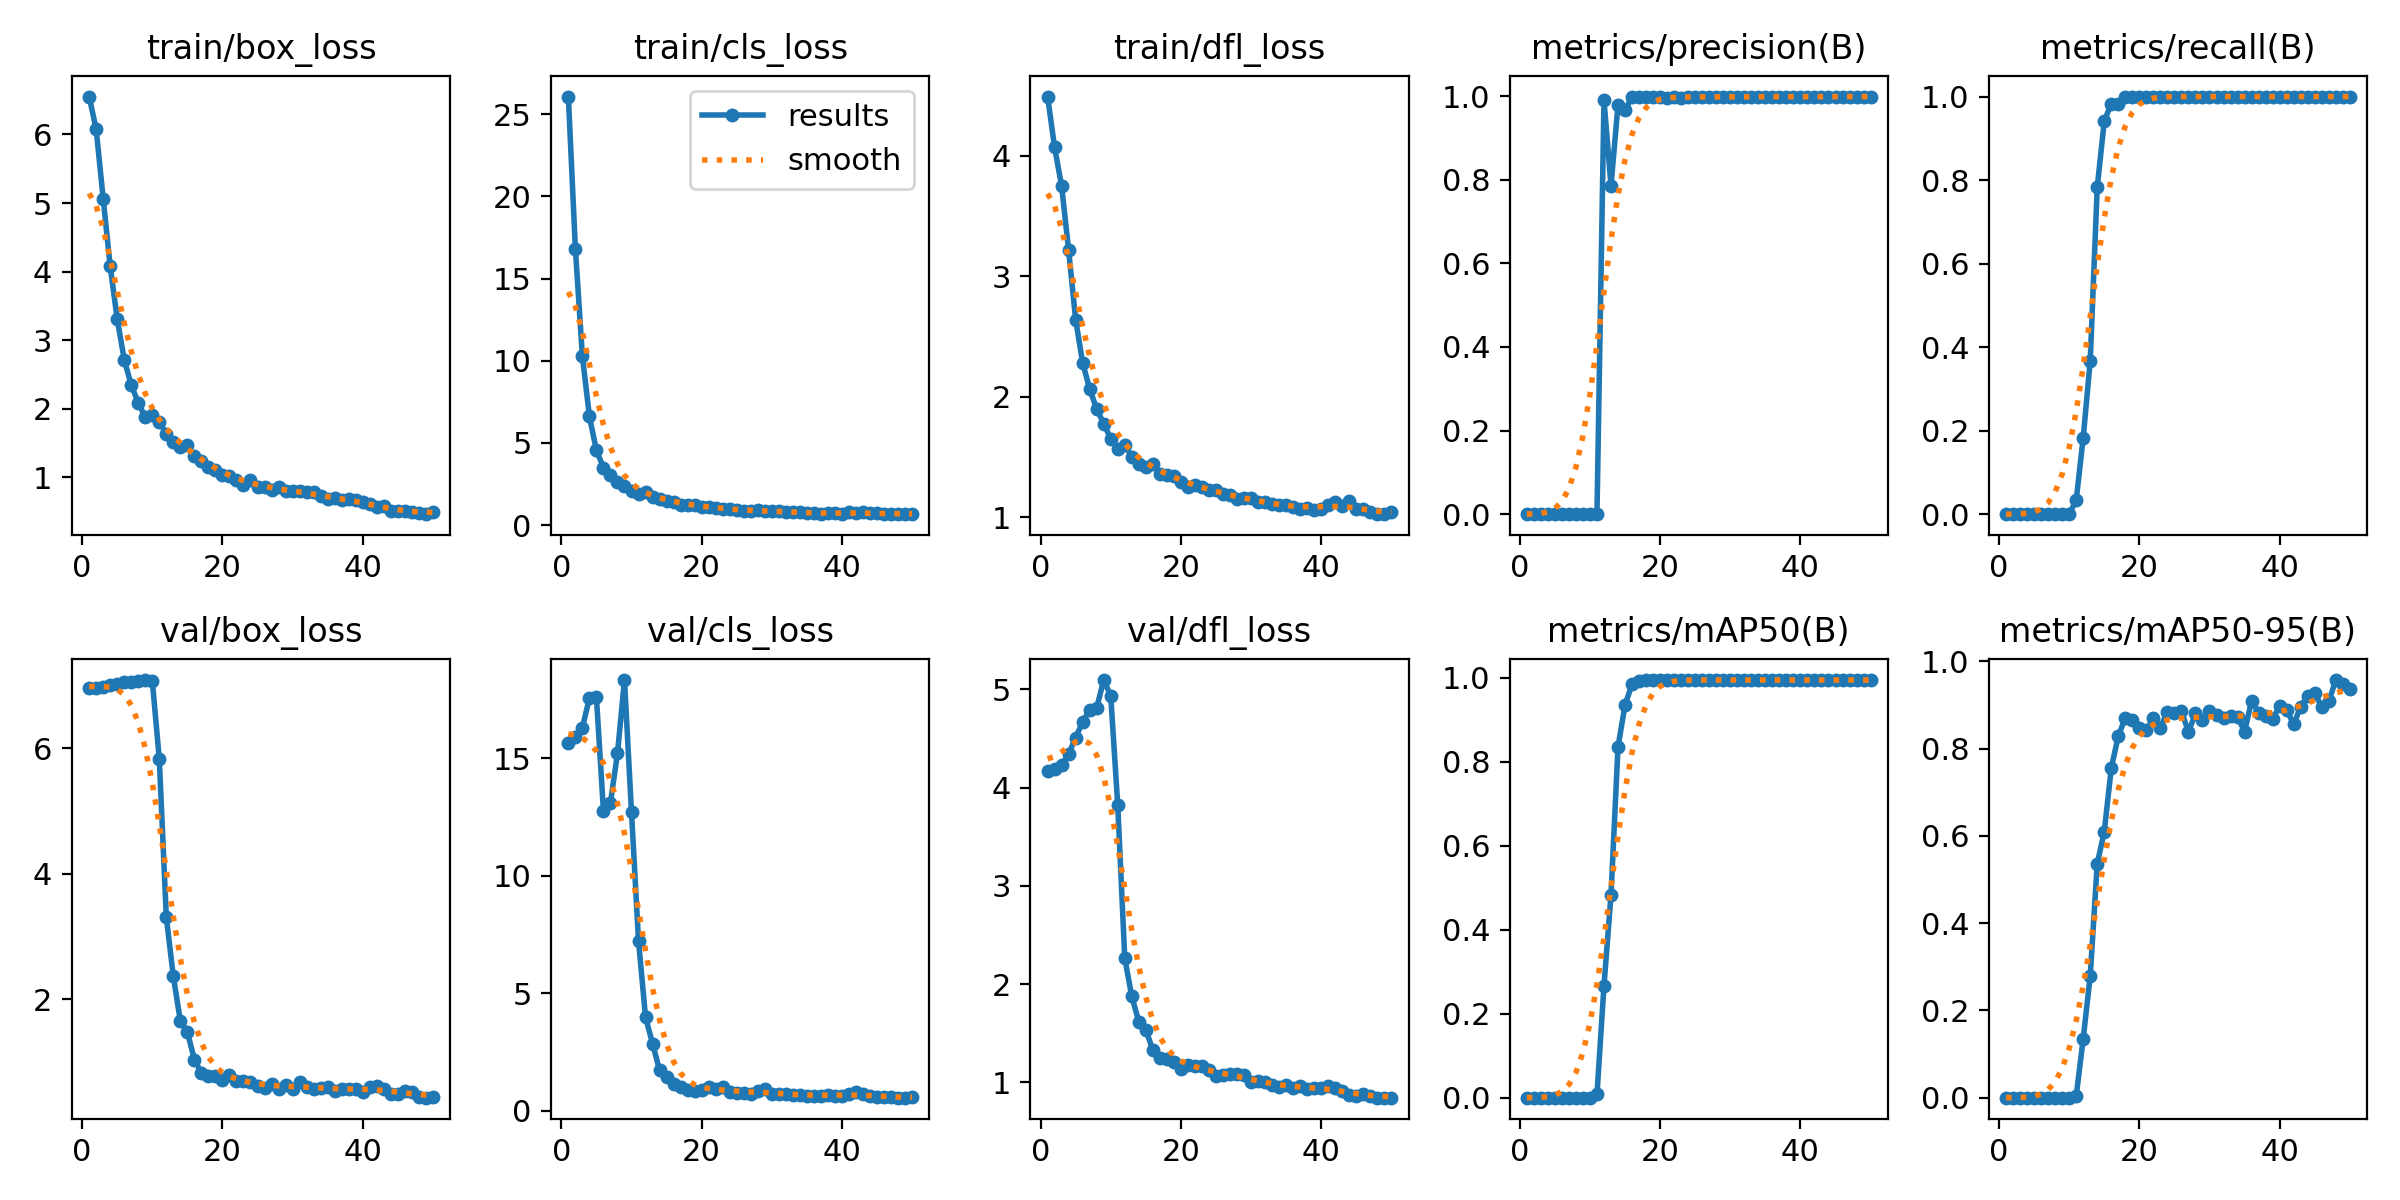 train/box_loss
6
5
4
3
2
1
0 20 40
train/cls_loss
25
20
15
10
5
0
0 20 40
results
smooth
train/dfl_loss
4
3
2
1
0 20 40
metrics/precision(B)
1.0
0.8
0.6
0.4
0.2
0.0
0 20 40
metrics/recall(B)
1.0
0.8
0.6
0.4
0.2
0.0
0 20 40
val/box_loss
6
4
2
0 20 40
val/cls_loss
15
10
5
0
0 20 40
val/dfl_loss
5
4
3
2
1
0 20 40
metrics/mAP50(B)
1.0
0.8
0.6
0.4
0.2
0.0
0 20 40
metrics/mAP50-95(B)
1.0
0.8
0.6
0.4
0.2
0.0
0 20 40